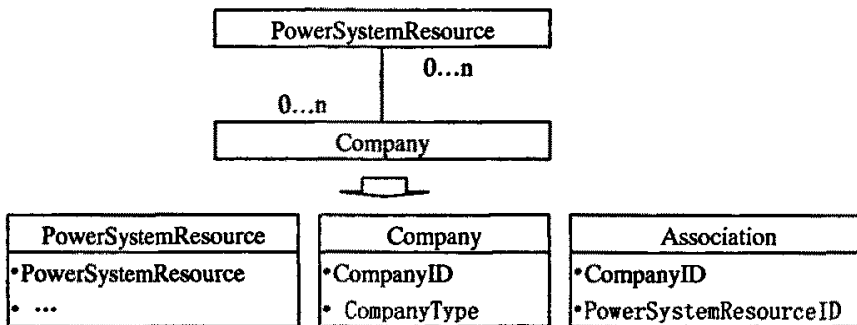 PowerSystemResource
0...n
0...n
Company
PowerSystemResource
•PowerSystemResource
• ...
Company
•CompanyID
• CompanyType
Association
•CompanyID
•PowerSystemResourceID